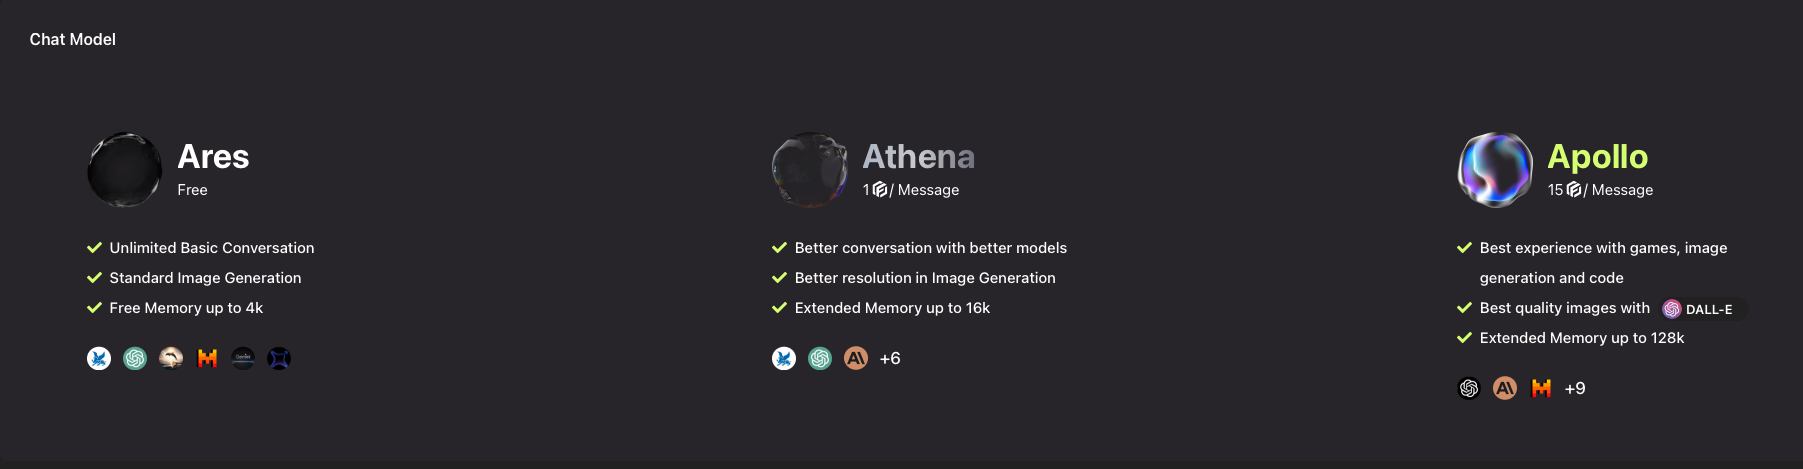 Chat Model
Ares
Free
Unlimited Basic Conversation
Standard Image Generation
Free Memory up to 4k
Athena
1 / Message
Better conversation with better models
Better resolution in Image Generation
Extended Memory up to 16k
+6
Apollo
15 / Message
Best experience with games, image
generation and code
Best quality images with DALL-E
Extended Memory up to 128k
+9